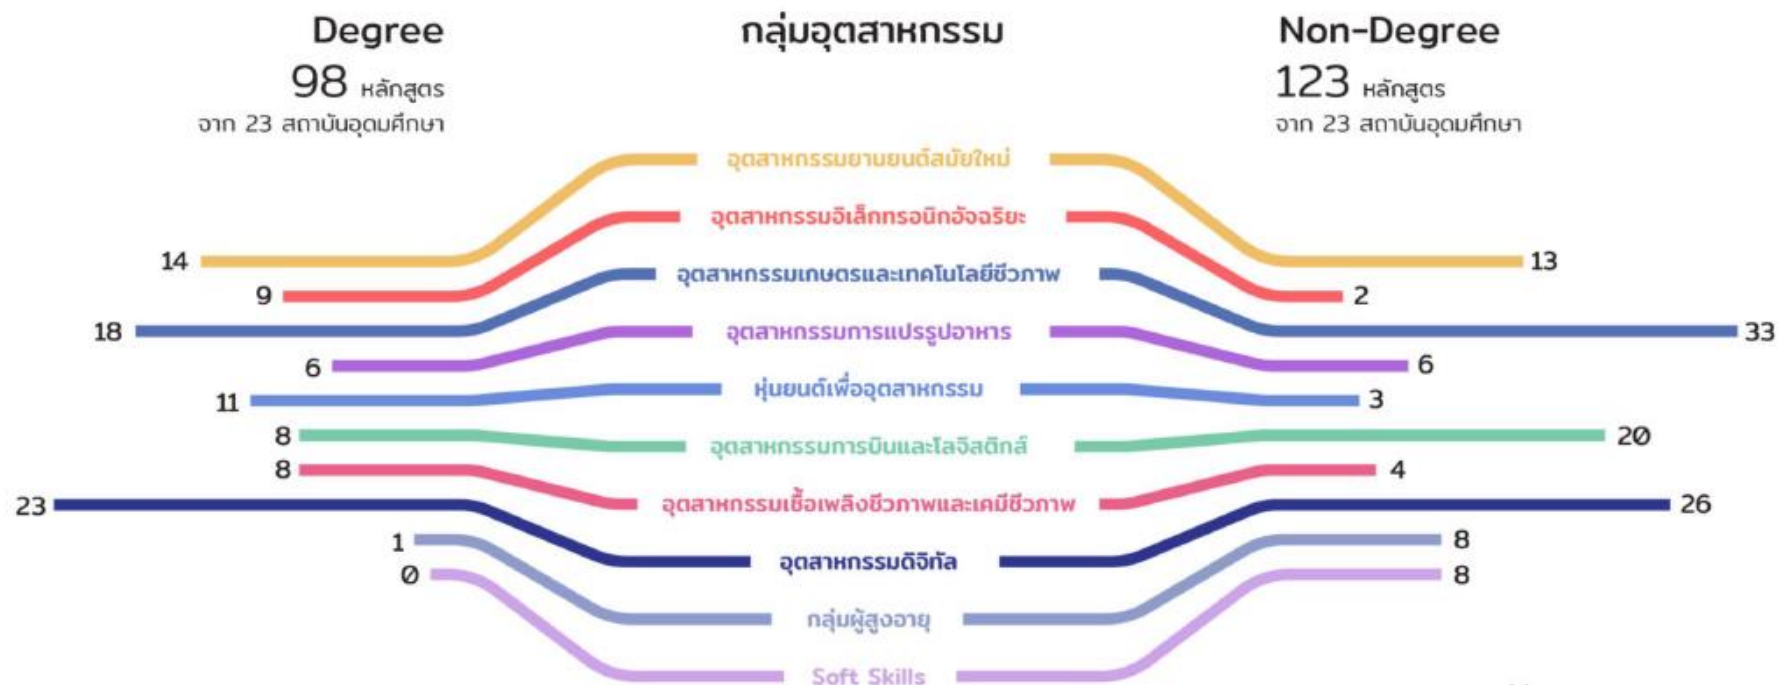 Degree
98 หลักสูตร
จาก 23 สถาบันอุดมศึกษา
กลุ่มอุตสาหกรรม
Non-Degree
123 หลักสูตร
จาก 23 สถาบันอุดมศึกษา
14 อุตสาหกรรมยานยนต์สมัยใหม่ 13
9 อุตสาหกรรมอิเล็กทรอนิกอัจฉริยะ 2
18 อุตสาหกรรมเกษตรและเทคโนโลยีชีวภาพ 33
6 อุตสาหกรรมการแปรรูปอาหาร 6
11 หุ่นยนต์เพื่ออุตสาหกรรม 3
8 อุตสาหกรรมการบินและโลจิสติกส์ 20
8 อุตสาหกรรมเชื้อเพลิงชีวภาพและเคมีชีวภาพ 4
23 อุตสาหกรรมดิจิทัล 26
1 กลุ่มผู้สูงอายุ 8
0 Soft Skills 8